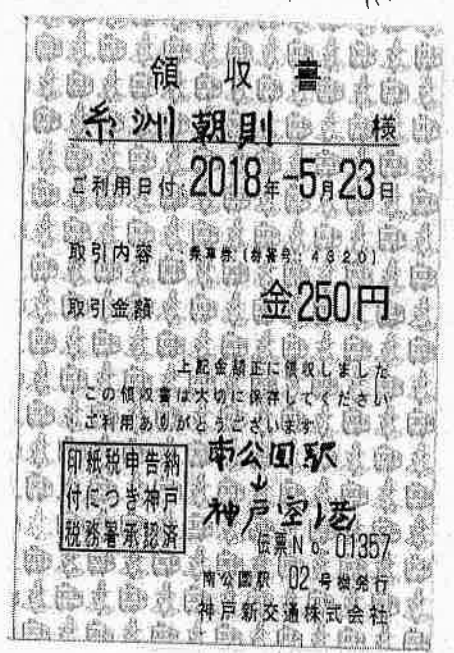 領収書
糸洲朝則 様
ご利用日付 2018年-5月23日
取引内容 : 乗車券(券番号:4320)
取引金額 金250円
上記金額正に領収しました
この領収書は大切に保存してください
ご利用ありがとうございます
印紙税申告納
付につき神戸
税務署承認済
南公園駅
↓
神戸空港
伝票No. 01357
南公園駅 02号機発行
神戸新交通株式会社